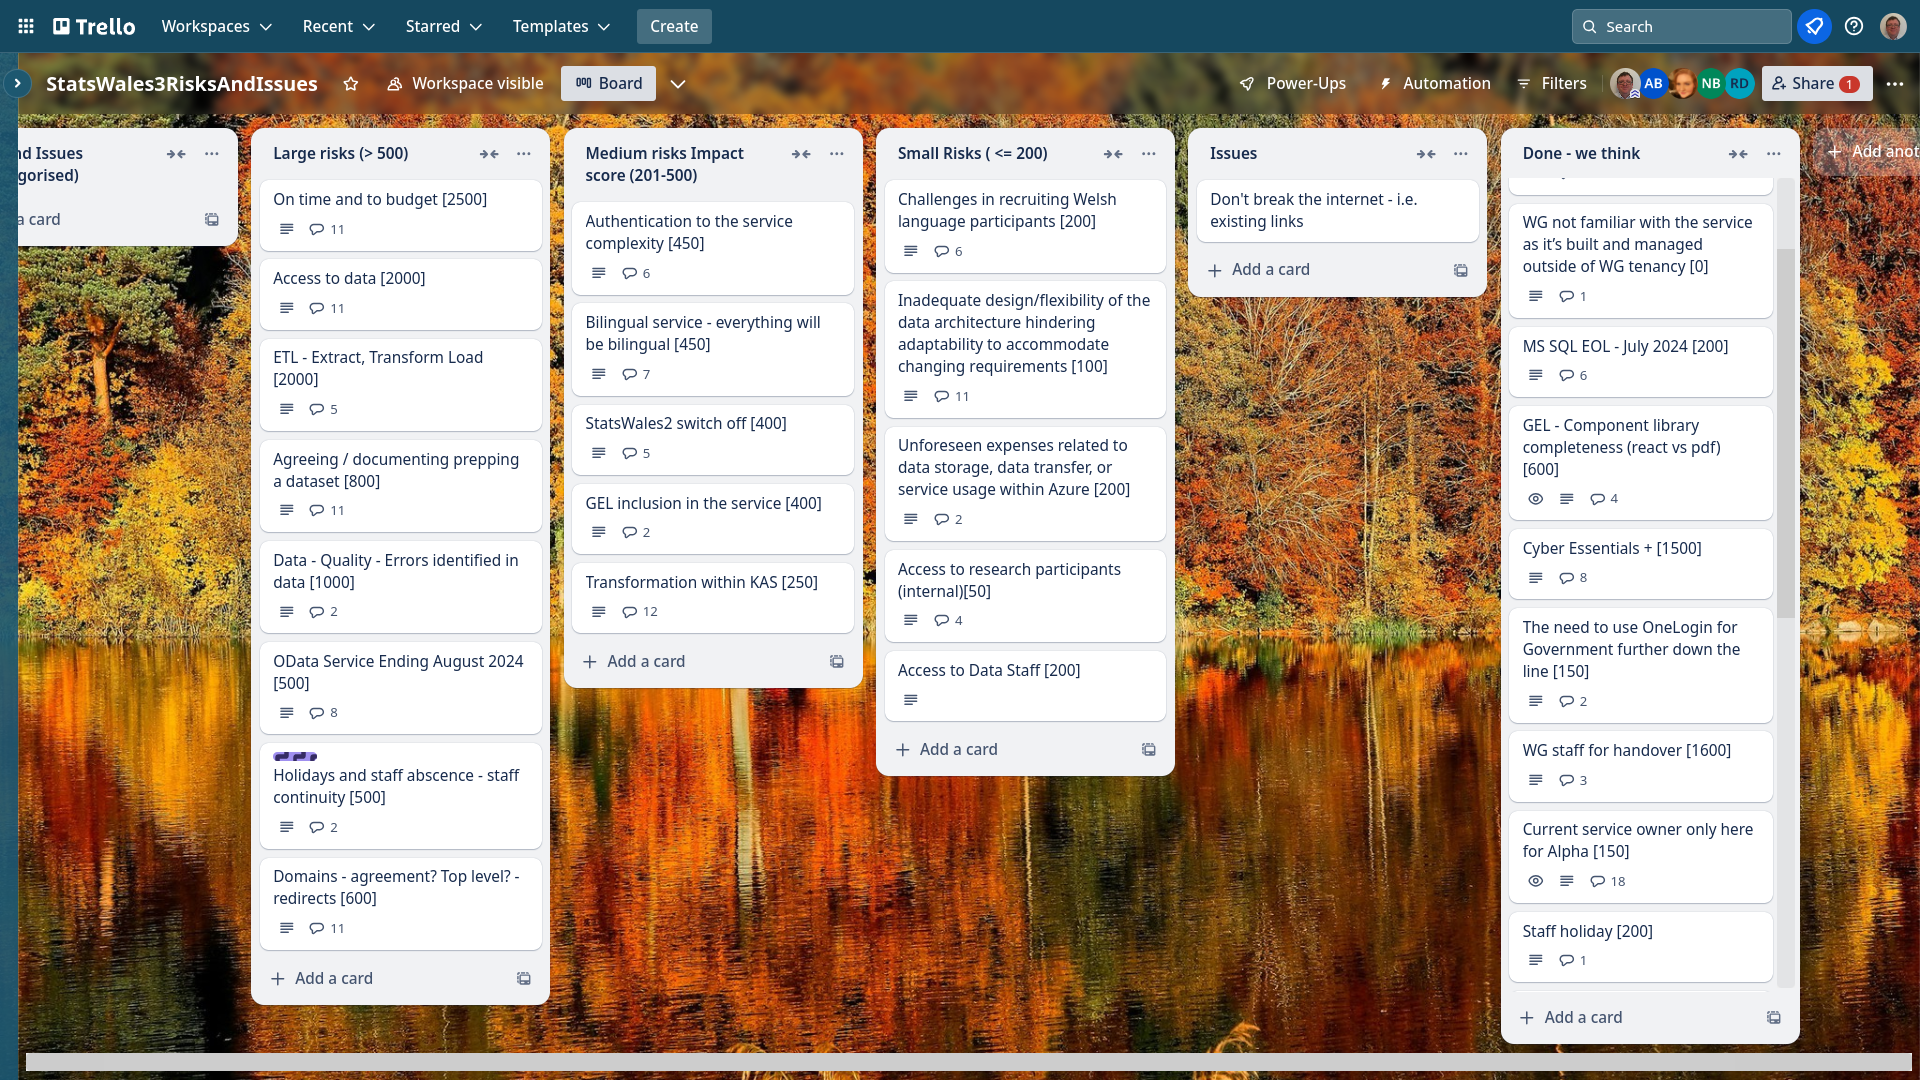 Trello
Workspaces
Recent
Starred
Templates
Create
Search
StatsWales3RisksAndIssues
Workspace visible
Board
Power-Ups
Automation
Filters
AB
NB
RD
Share
1
nd Issues
gorised)
a card
Large risks (> 500)
On time and to budget [2500]
11
Access to data [2000]
11
ETL - Extract, Transform Load
[2000]
5
Agreeing / documenting prepping
a dataset [800]
11
Data - Quality - Errors identified in
data [1000]
2
OData Service Ending August 2024
[500]
8
Holidays and staff abscence - staff
continuity [500]
2
Domains - agreement? Top level? -
redirects [600]
11
Add a card
Medium risks Impact
score (201-500)
Authentication to the service
complexity [450]
6
Bilingual service - everything will
be bilingual [450]
7
StatsWales2 switch off [400]
5
GEL inclusion in the service [400]
2
Transformation within KAS [250]
12
Add a card
Small Risks ( <= 200)
Challenges in recruiting Welsh
language participants [200]
6
Inadequate design/flexibility of the
data architecture hindering
adaptability to accommodate
changing requirements [100]
11
Unforeseen expenses related to
data storage, data transfer, or
service usage within Azure [200]
2
Access to research participants
(internal)[50]
4
Access to Data Staff [200]
Add a card
Issues
Don't break the internet - i.e.
existing links
Add a card
Done - we think
WG not familiar with the service
as it’s built and managed
outside of WG tenancy [0]
1
MS SQL EOL - July 2024 [200]
6
GEL - Component library
completeness (react vs pdf)
[600]
4
Cyber Essentials + [1500]
8
The need to use OneLogin for
Government further down the
line [150]
2
WG staff for handover [1600]
3
Current service owner only here
for Alpha [150]
18
Staff holiday [200]
1
Add a card
Add anot